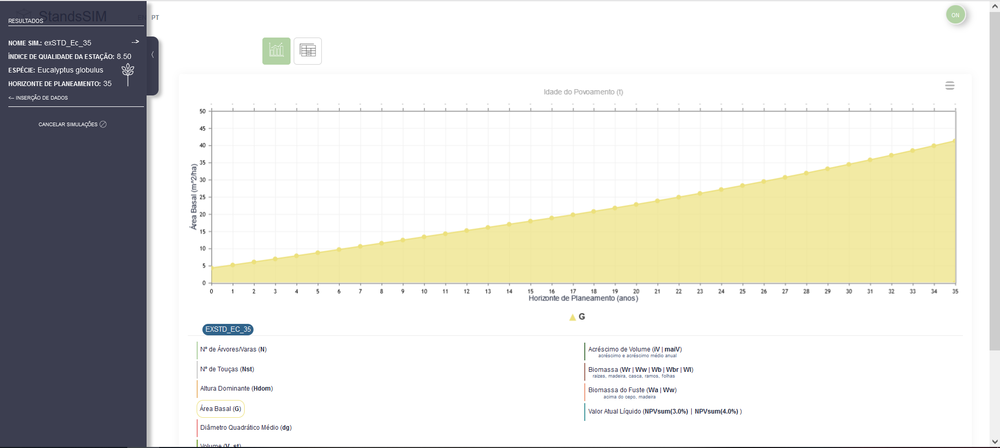 StandsSIM
EN PT
ON
RESULTADOS
NOME SIM.: exSTD_Ec_35 -->
ÍNDICE DE QUALIDADE DA ESTAÇÃO: 8.50
ESPÉCIE: Eucalyptus globulus
HORIZONTE DE PLANEAMENTO: 35
<-- INSERÇÃO DE DADOS
CANCELAR SIMULAÇÕES
Idade do Povoamento (t)
- - - - - - - - - - - - - - - - - - - - - - - - - - - - - - - - - - - -
50
45
40
35
30
25
20
15
10
5
0
Área Basal (m^2/ha)
0 1 2 3 4 5 6 7 8 9 10 11 12 13 14 15 16 17 18 19 20 21 22 23 24 25 26 27 28 29 30 31 32 33 34 35
Horizonte de Planeamento (anos)
G
EXSTD_EC_35
Nº de Árvores/Varas (N)
Nº de Touças (Nst)
Altura Dominante (Hdom)
Área Basal (G)
Diâmetro Quadrático Médio (dg)
Volume (V_st)
Acréscimo de Volume (iV | maiV)
acréscimo e acréscimo médio anual
Biomassa (Wr | Ww | Wb | Wbr | Wl)
raízes, madeira, casca, ramos, folhas
Biomassa do Fuste (Wa | Ww)
acima do cepo, madeira
Valor Atual Líquido (NPVsum(3.0%) | NPVsum(4.0%) )